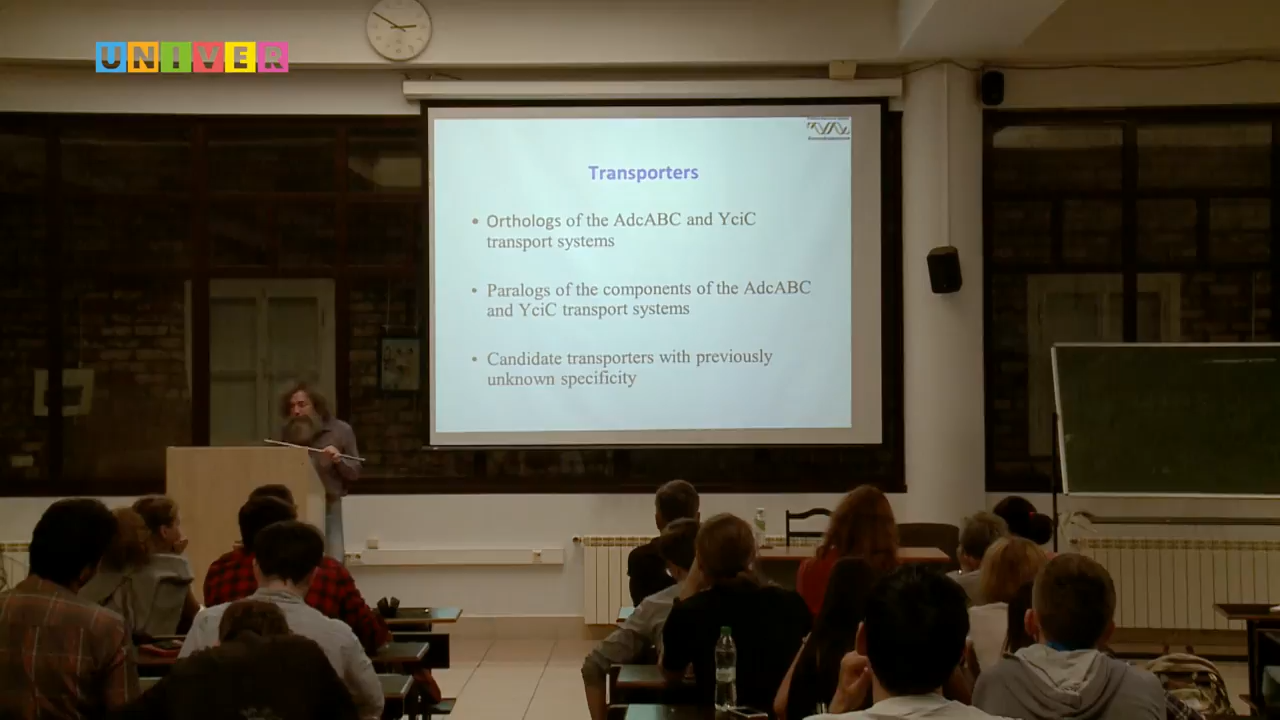 UNIVER
Transporters
• Orthologs of the AdcABC and YciC
transport systems
• Paralogs of the components of the AdcABC
and YciC transport systems
• Candidate transporters with previously
unknown specificity